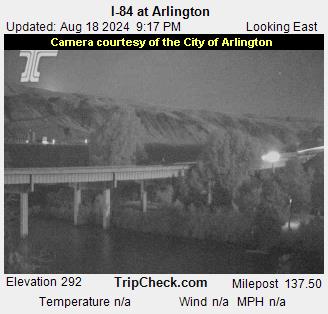 I-84 at Arlington
Updated: Aug 18 2024 9:17 PM Looking East
Camera courtesy of the City of Arlington
Elevation 292 TripCheck.com Milepost 137.50
Temperature n/a Wind n/a MPH n/a